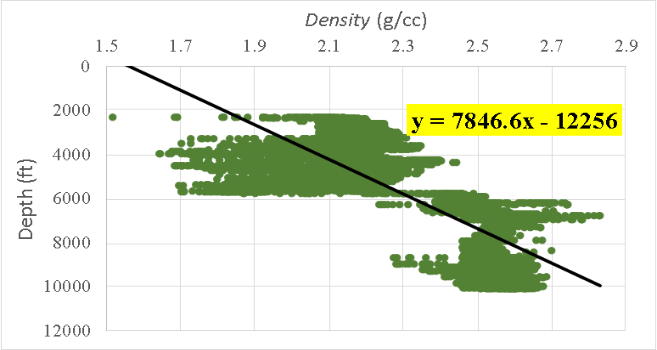 Density (g/cc)
1.5 1.7 1.9 2.1 2.3 2.5 2.7 2.9
0
2000
y = 7846.6x - 12256
4000
6000
8000
10000
12000
Depth (ft)